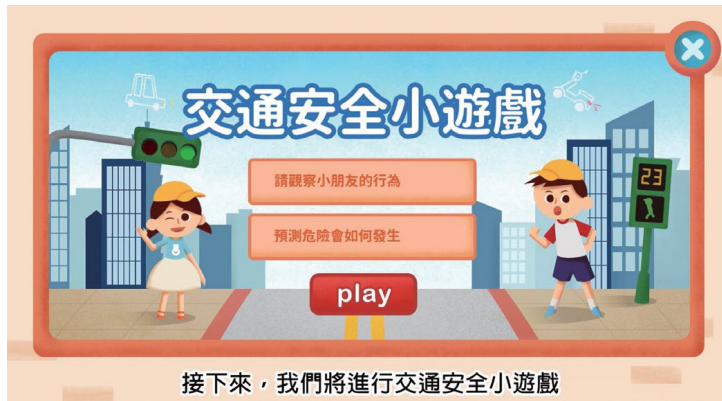 交通安全小遊戲
23
請觀察小朋友的行為
預測危險會如何發生
play
接下來，我們將進行交通安全小遊戲